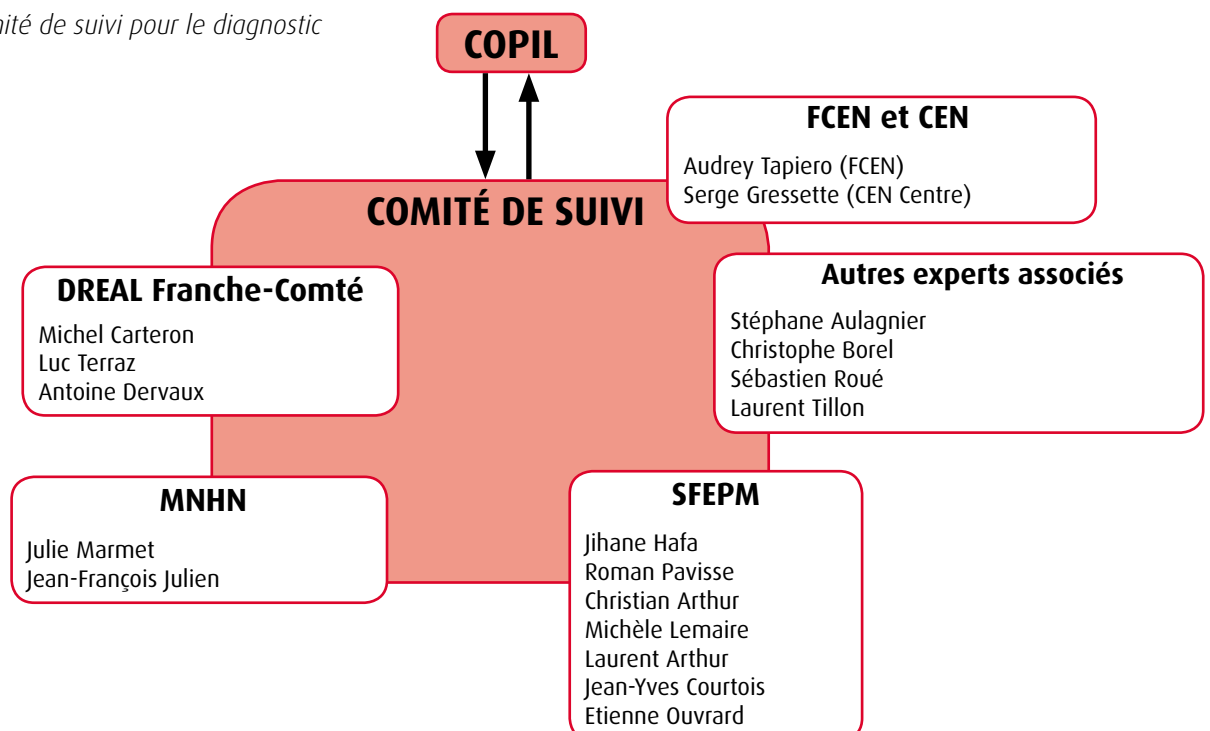 mité de suivi pour le diagnostic
COPIL
COMITÉ DE SUIVI
FCEN et CEN
Audrey Tapiero (FCEN)
Serge Gressette (CEN Centre)
DREAL Franche-Comté
Michel Carteron
Luc Terraz
Antoine Dervaux
Autres experts associés
Stéphane Aulagnier
Christophe Borel
Sébastien Roué
Laurent Tillon
MNHN
Julie Marmet
Jean-François Julien
SFEPM
Jihane Hafa
Roman Pavisse
Christian Arthur
Michèle Lemaire
Laurent Arthur
Jean-Yves Courtois
Etienne Ouvrard